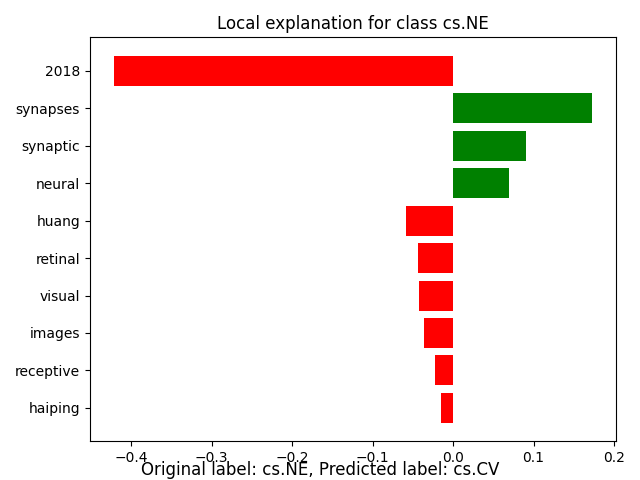 Local explanation for class cs.NE
2018
synapses
synaptic
neural
huang
retinal
visual
images
receptive
haiping
−0.4 −0.3 −0.2 −0.1 0.0 0.1 0.2
Original label: cs.NE, Predicted label: cs.CV